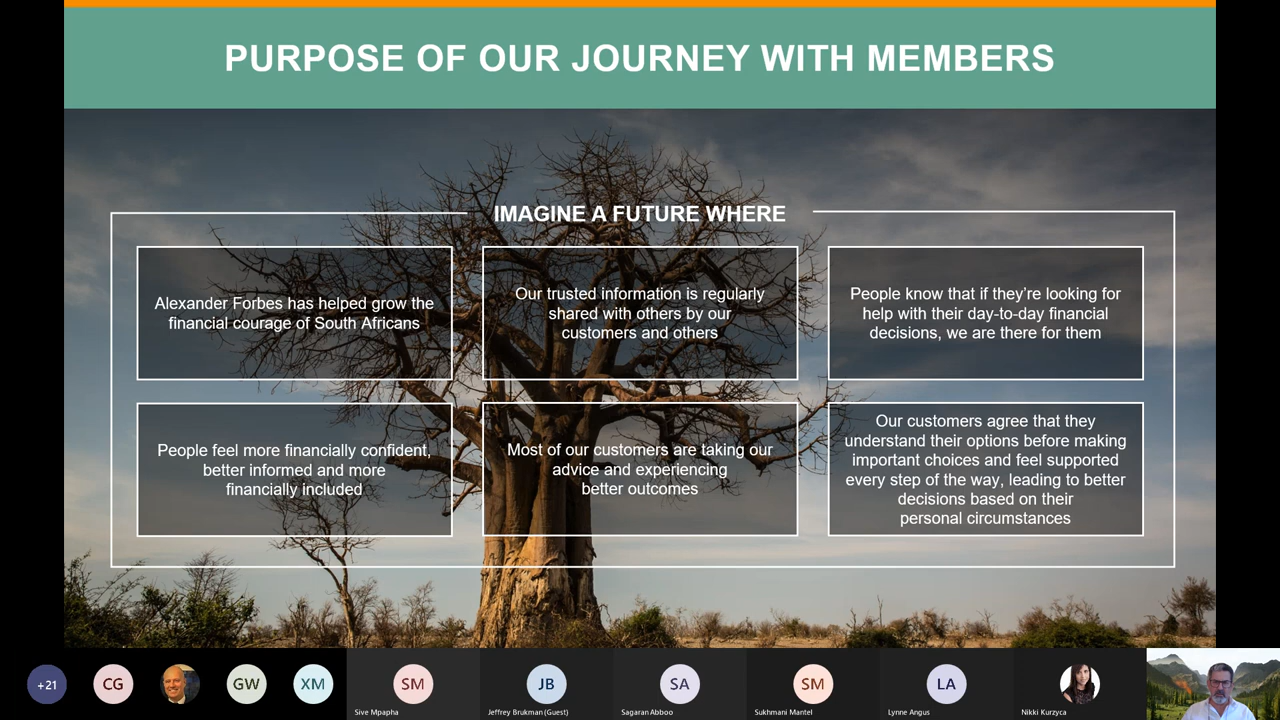 PURPOSE OF OUR JOURNEY WITH MEMBERS
IMAGINE A FUTURE WHERE
Alexander Forbes has helped grow the
financial courage of South Africans
Our trusted information is regularly
shared with others by our
customers and others
People know that if they’re looking for
help with their day-to-day financial
decisions, we are there for them
People feel more financially confident,
better informed and more
financially included
Most of our customers are taking our
advice and experiencing
better outcomes
Our customers agree that they
understand their options before making
important choices and feel supported
every step of the way, leading to better
decisions based on their
personal circumstances
+21
CG
GW
XM
SM
Sive Mpapha
JB
Jeffrey Brukman (Guest)
SA
Sagaran Abboo
SM
Sukhmani Mantel
LA
Lynne Angus
Nikki Kurzyca